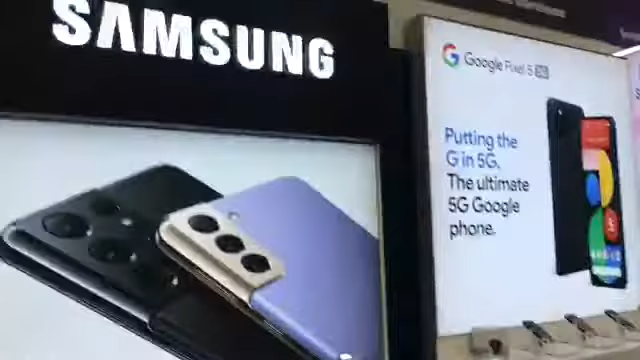 SAMSUNG
Google Pixel 5
Putting the
G in 5G.
The ultimate
5G Google
phone.